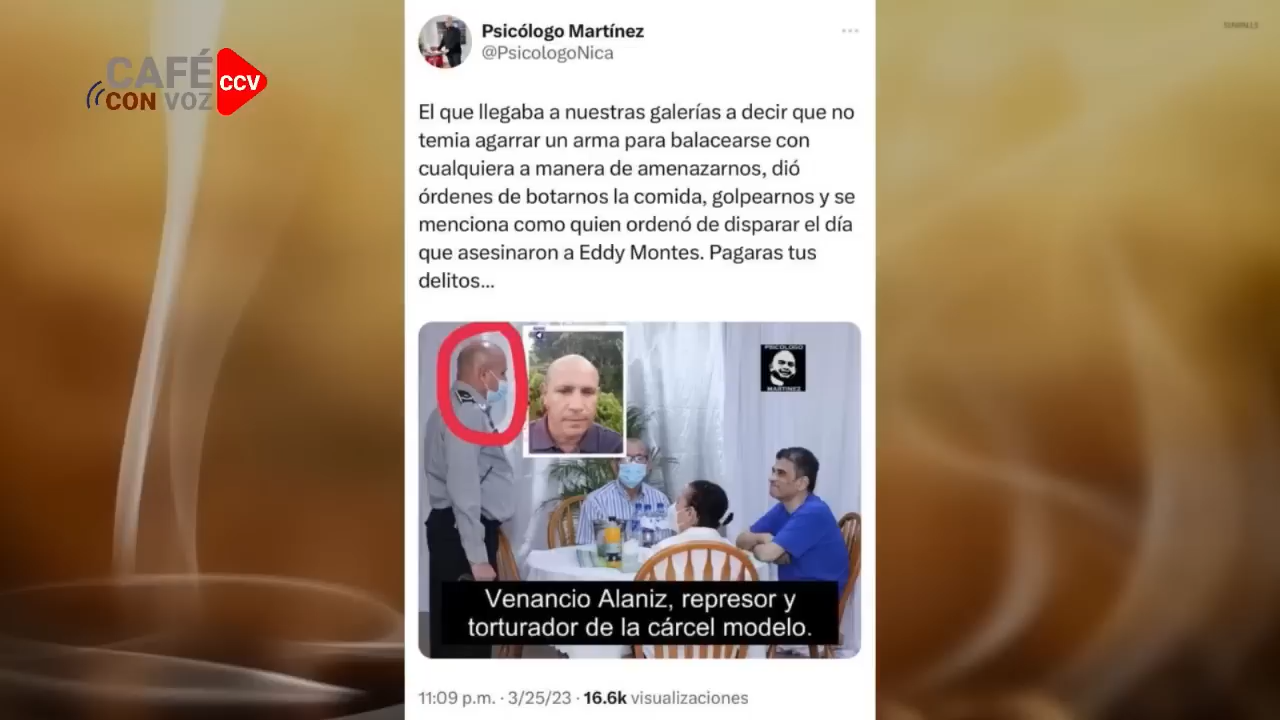 CAFÉ
CON VOZ
CCV
Psicólogo Martínez
@PsicologoNica
El que llegaba a nuestras galerías a decir que no
temia agarrar un arma para balacearse con
cualquiera a manera de amenazarnos, dió
órdenes de botarnos la comida, golpearnos y se
menciona como quien ordenó de disparar el día
que asesinaron a Eddy Montes. Pagaras tus
delitos...
PSICOLOGO
MARTINEZ
Venancio Alaniz, represor y
torturador de la cárcel modelo.
11:09 p.m. · 3/25/23 · 16.6k visualizaciones